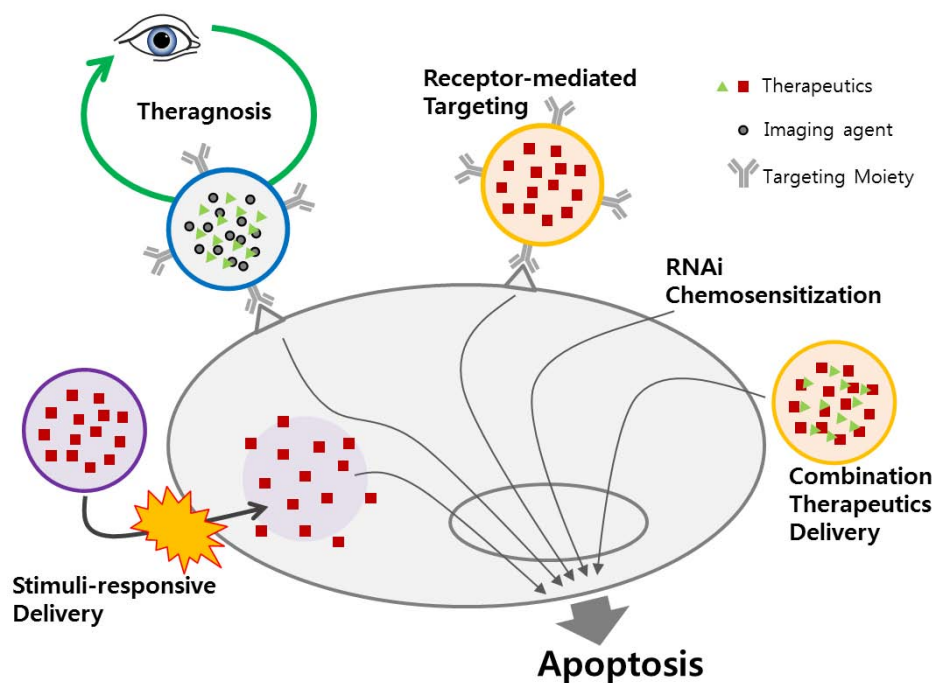 Theragnosis
Receptor-mediated
Targeting
Therapeutics
Imaging agent
Targeting Moiety
RNAi
Chemosensitization
Combination
Therapeutics
Delivery
Stimuli-responsive
Delivery
Apoptosis